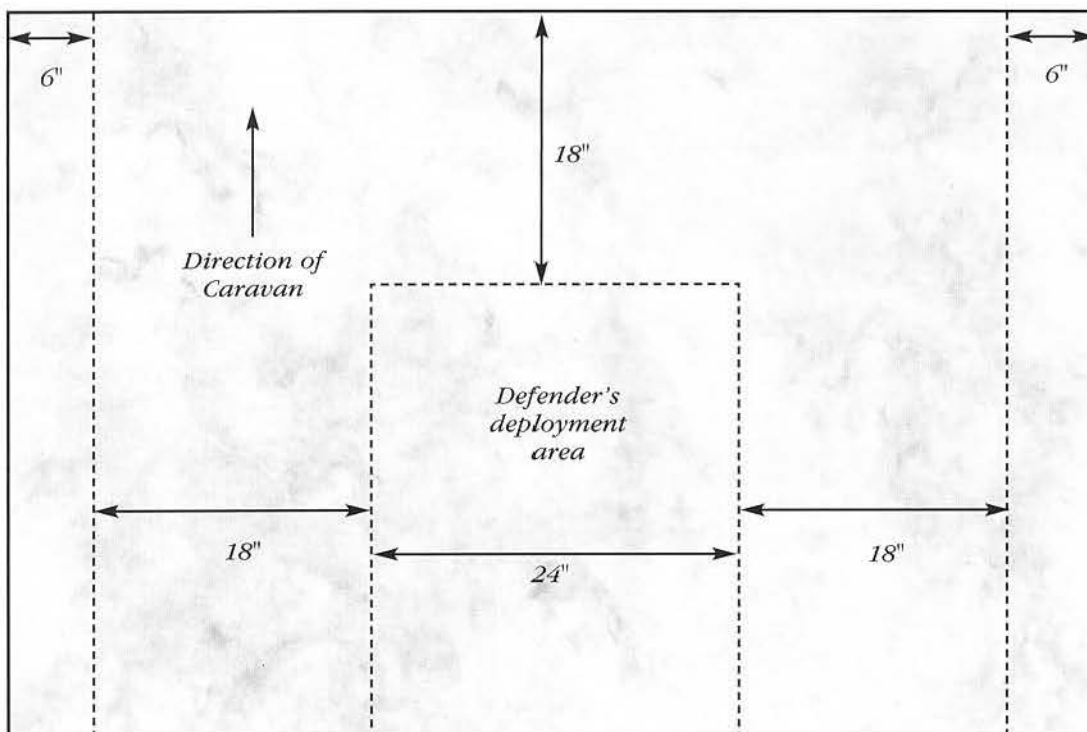 6"
6"
18"
Direction of
Caravan
Defender's
deployment
area
18"
24"
18"